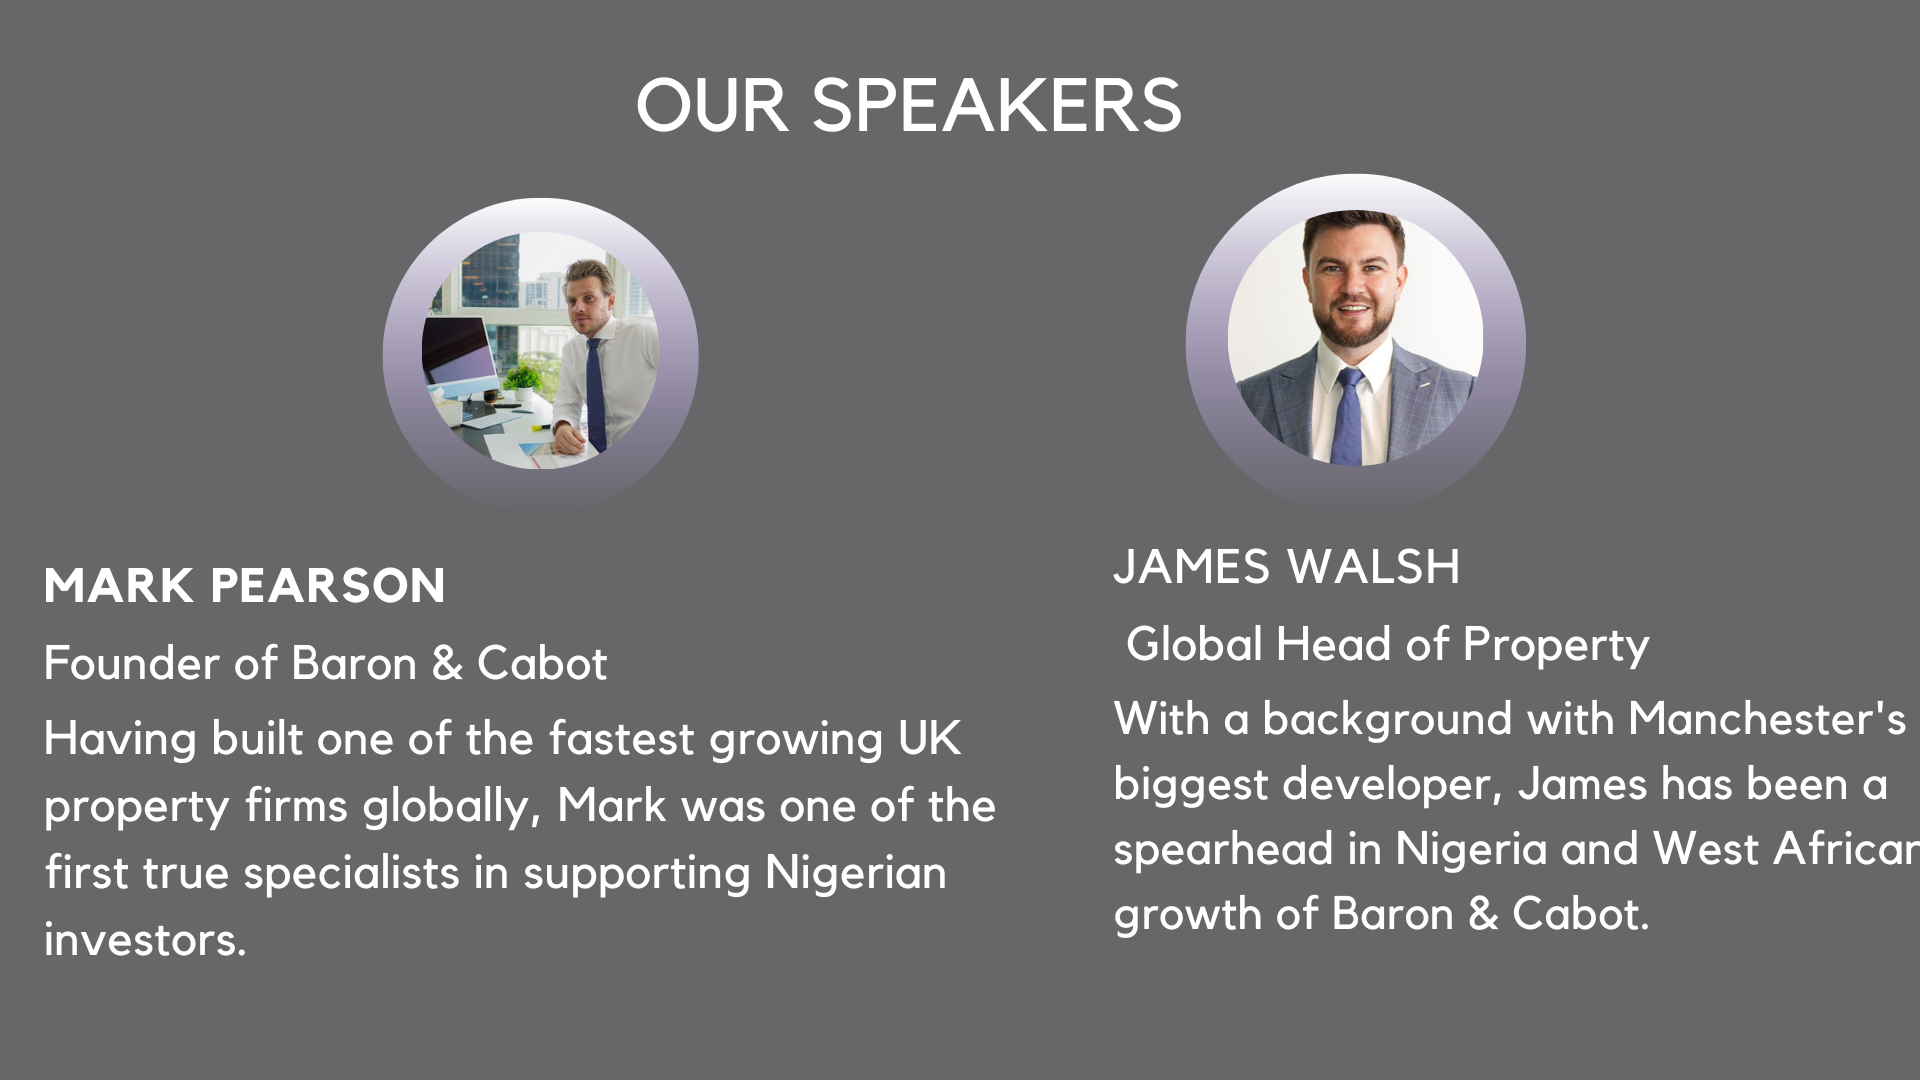 OUR SPEAKERS
MARK PEARSON
Founder of Baron & Cabot
Having built one of the fastest growing UK
property firms globally, Mark was one of the
first true specialists in supporting Nigerian
investors.
JAMES WALSH
Global Head of Property
With a background with Manchester's
biggest developer, James has been a
spearhead in Nigeria and West African
growth of Baron & Cabot.